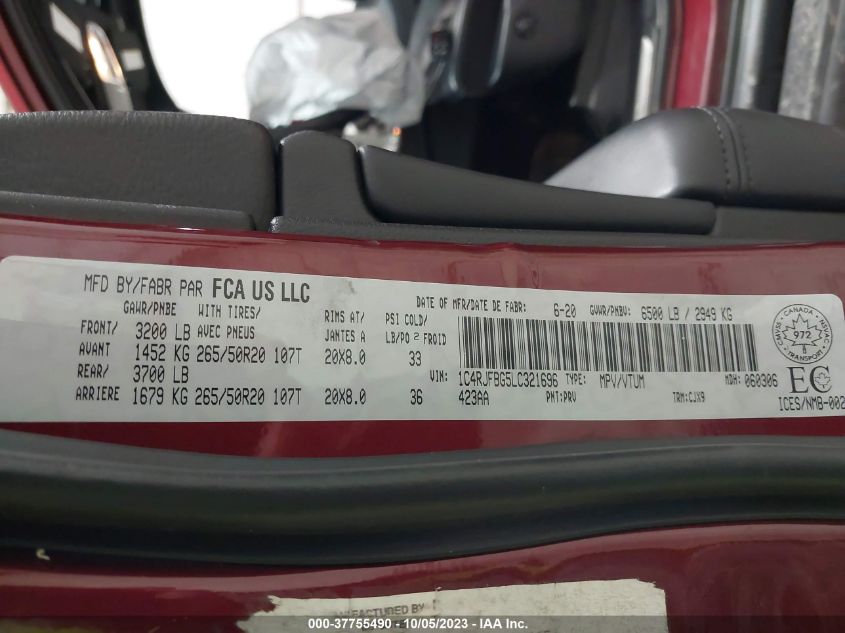 MFD BY/FABR PAR FCA US LLC
DATE OF MFR/DATE DE FABR: 6-20 GVWR/PNBV: 6500 LB / 2949 KG
GAWR/PNBE WITH TIRES/ RIMS AT/ PSI COLD/
FRONT/ 3200 LB AVEC PNEUS JANTES A LB/PO² FROID
AVANT 1452 KG 265/50R20 107T 20X8.0 33
REAR/ 3700 LB
ARRIERE 1679 KG 265/50R20 107T 20X8.0 36
VIN: 1C4RJFBG5LC321696 TYPE: MPV/VTUM MDH: 060306
423AA PNT:PRV TRM:CJX9
CANADA
972
TRANSPORT
EC
ICES/NMB-002
MANUFACTURED BY
000-37755490 - 10/05/2023 - IAA Inc.